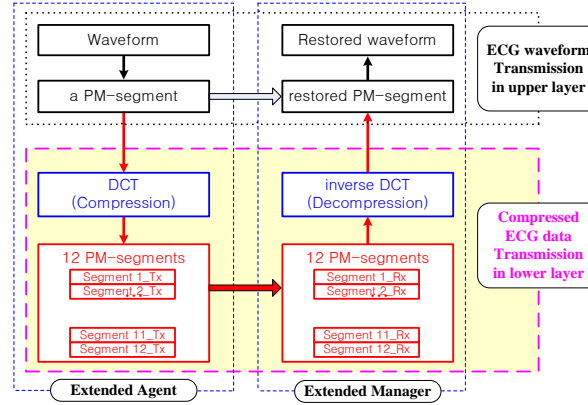 Waveform
Restored waveform
ECG waveform
Transmission
in upper layer
a PM-segment
restored PM-segment
DCT
(Compression)
inverse DCT
(Decompression)
Compressed
ECG data
Transmission
in lower layer
12 PM-segments
Segment 1_Tx
Segment 2_Tx
...
Segment 11_Tx
Segment 12_Tx
12 PM-segments
Segment 1_Rx
Segment 2_Rx
...
Segment 11_Rx
Segment 12_Rx
Extended Agent
Extended Manager